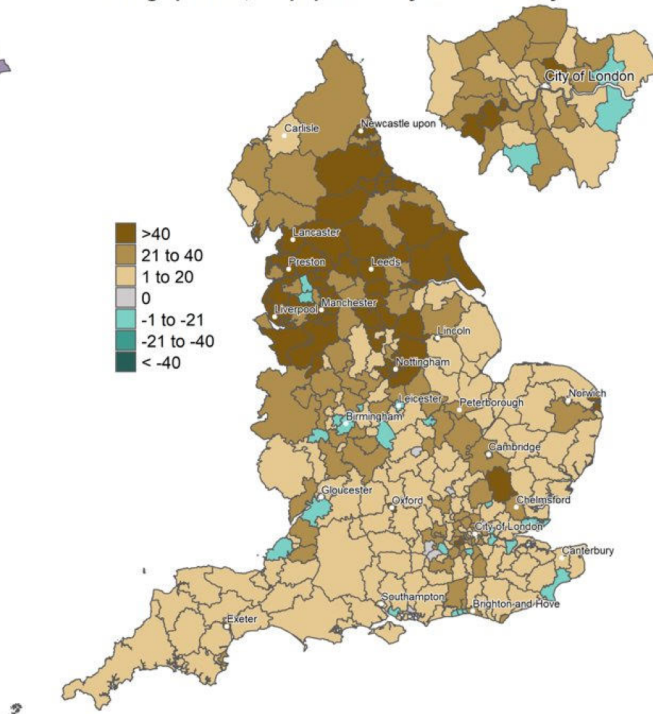 City of London
Carlisle
Newcastle upon T
>40
21 to 40
1 to 20
0
-1 to -21
-21 to -40
< -40
Lancaster
Preston
Leeds
Liverpool
Manchester
Lincoln
Nottingham
Norwich
Leicester
Peterborough
Birmingham
Cambridge
Gloucester
Oxford
Chelmsford
City of London
Canterbury
Southampton
Brighton and Hove
Exeter